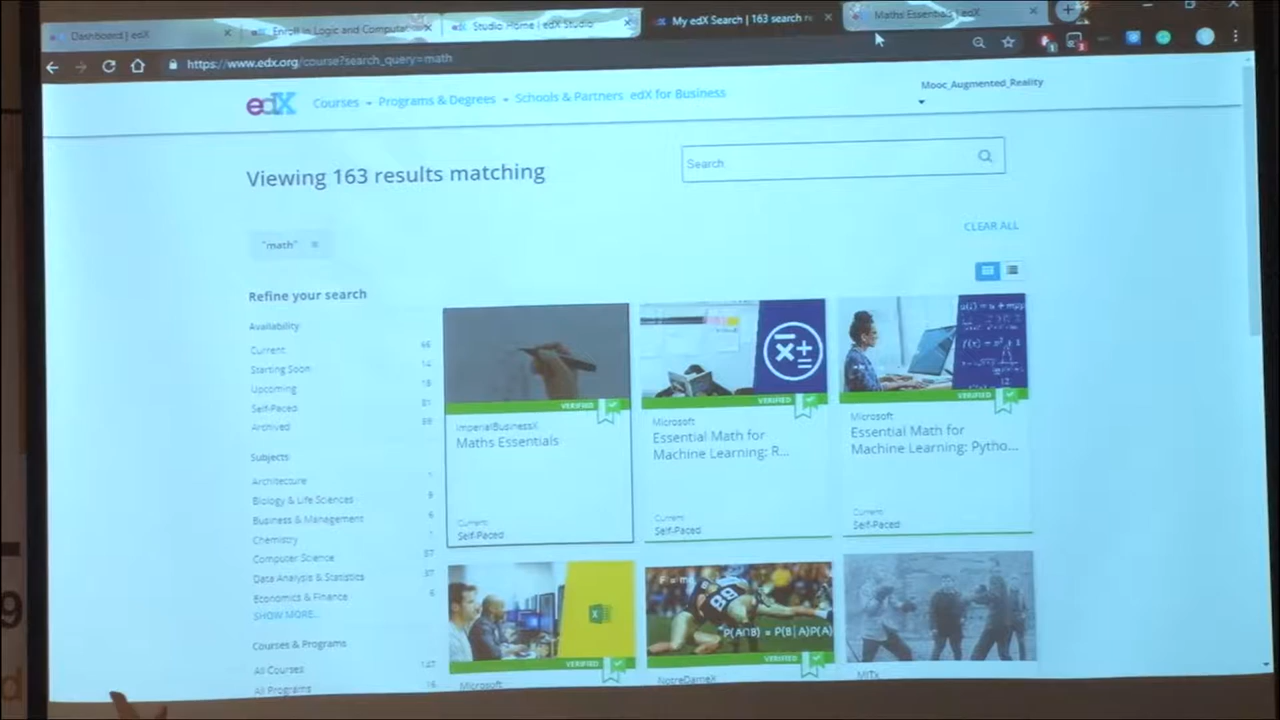 Dashboard | edX
Enroll in Logic and Computa
Studio Home | edX Studio
My edX Search | 163 search re
Maths Essentials | edX
https://www.edx.org/course?search_query=math
edX
Courses
Programs & Degrees
Schools & Partners
edX for Business
Mooc_Augmented_Reality
Viewing 163 results matching
Search
CLEAR ALL
"math"
Refine your search
Availability
Current
Starting Soon
Upcoming
Self-Paced
Archived
Subjects
Architecture
Biology & Life Sciences
Business & Management
Chemistry
Computer Science
Data Analysis & Statistics
Economics & Finance
SHOW MORE...
Courses & Programs
All Courses
All Programs
VERIFIED
ImperialBusinessX
Maths Essentials
Current
Self-Paced
VERIFIED
Microsoft
Essential Math for
Machine Learning: R...
Current
Self-Paced
VERIFIED
Microsoft
Essential Math for
Machine Learning: Pytho...
Current
Self-Paced
VERIFIED
Microsoft
88
P(A∩B) = P(B|A)P(A)
VERIFIED
NotreDameX
MITx
9